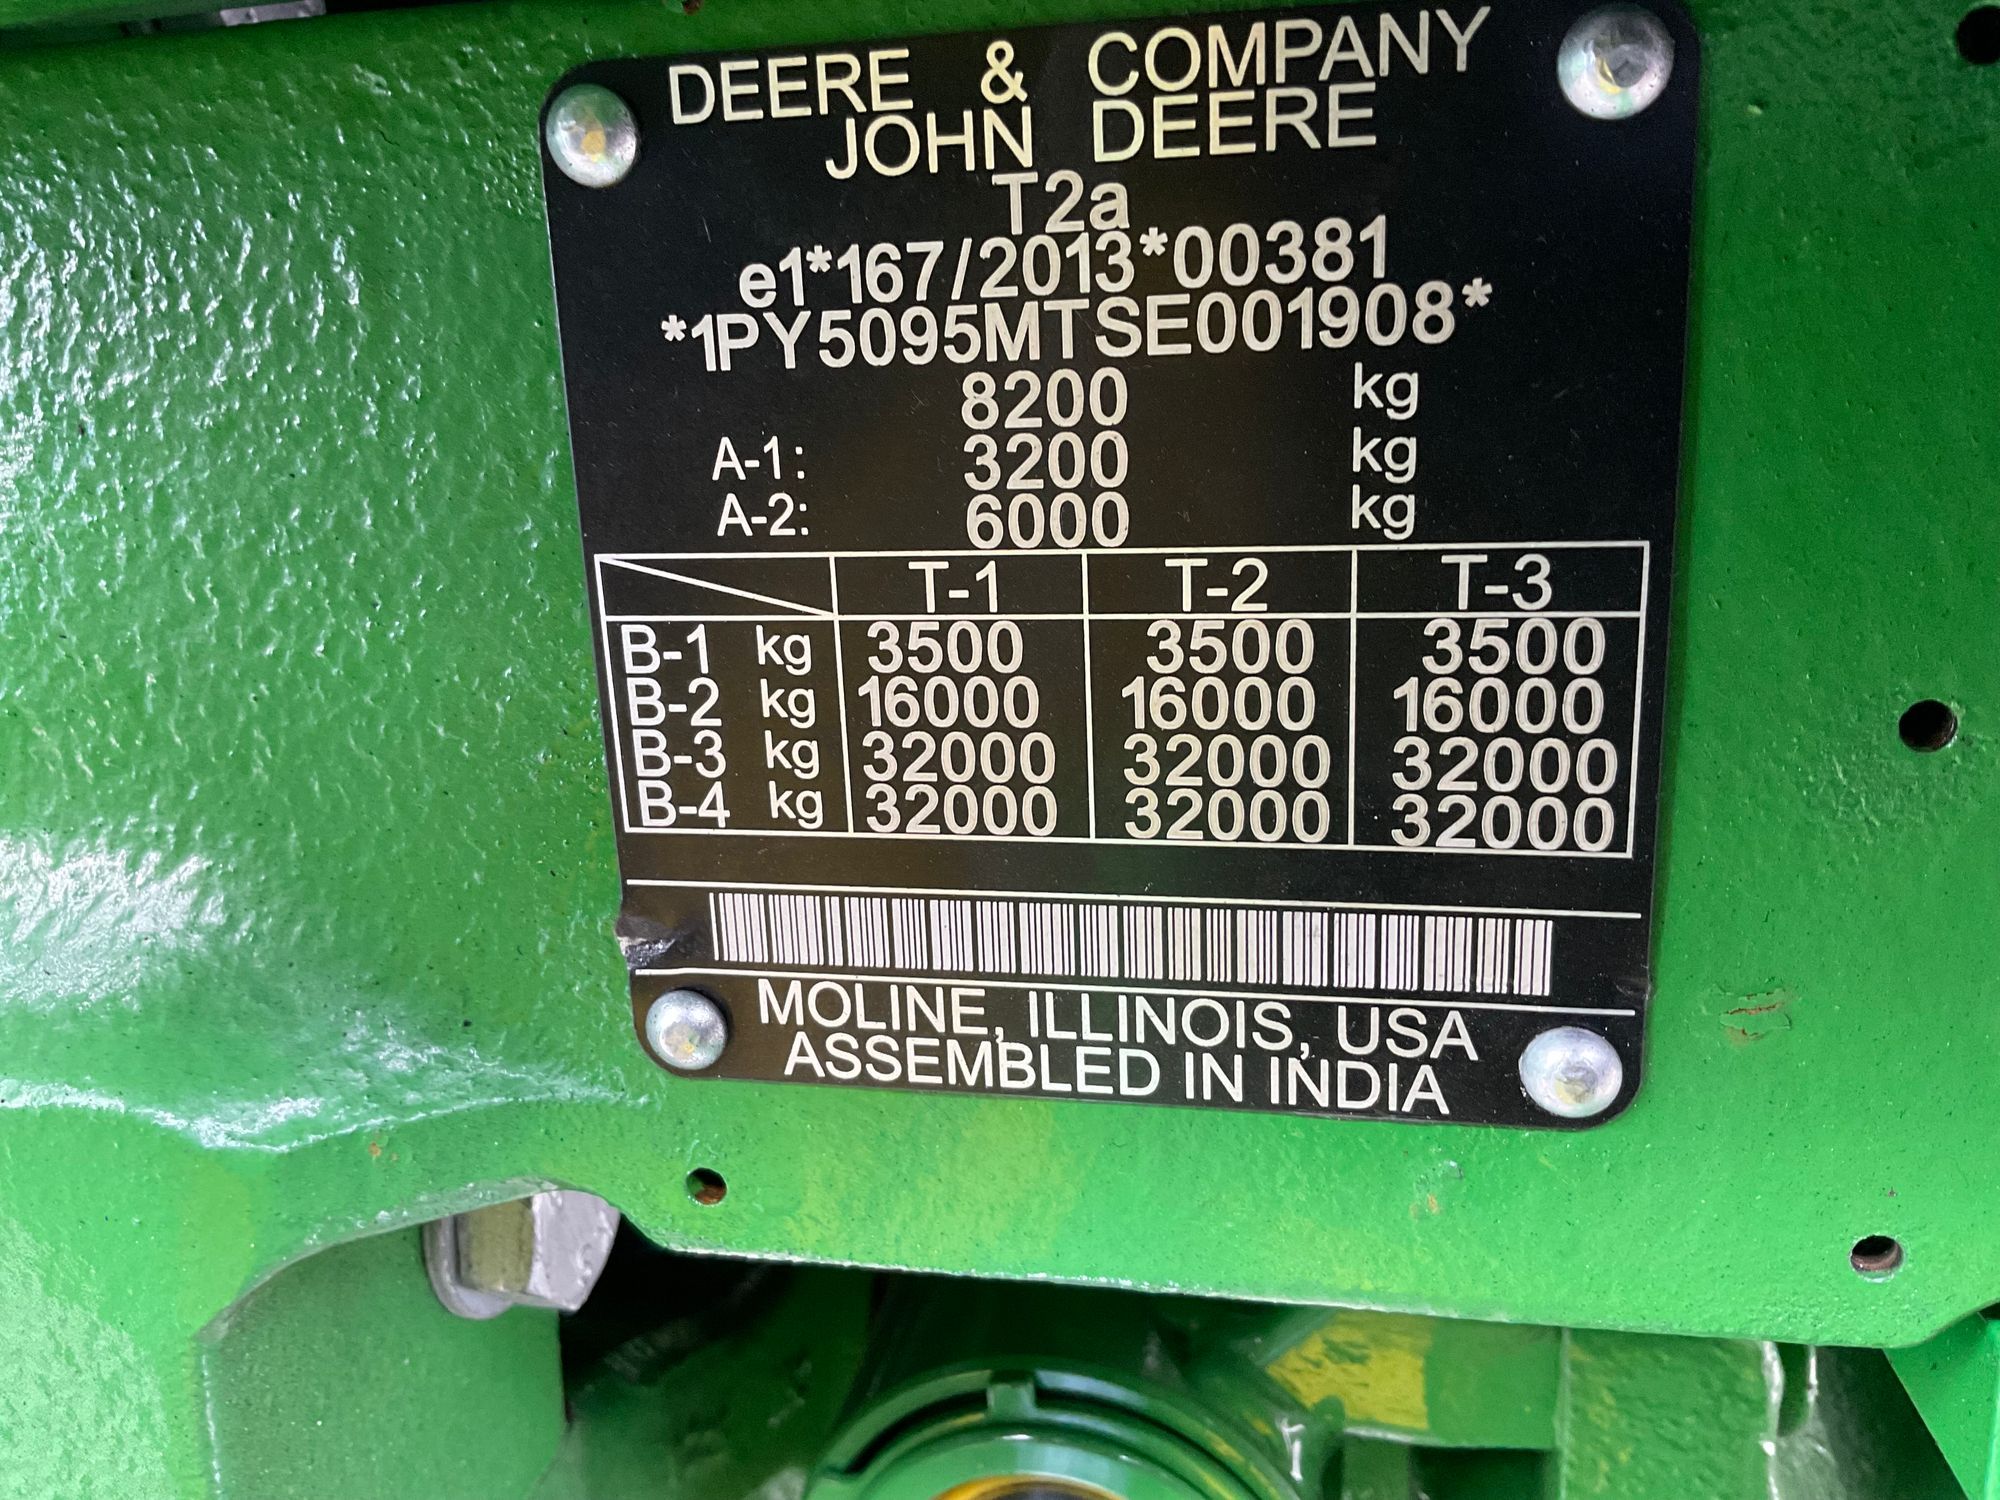 DEERE & COMPANY
JOHN DEERE
T2a
e1*167/2013*00381
*1PY5095MTSE001908*
8200 kg
A-1: 3200 kg
A-2: 6000 kg
T-1 T-2 T-3
B-1 kg 3500 3500 3500
B-2 kg 16000 16000 16000
B-3 kg 32000 32000 32000
B-4 kg 32000 32000 32000
MOLINE, ILLINOIS, USA
ASSEMBLED IN INDIA